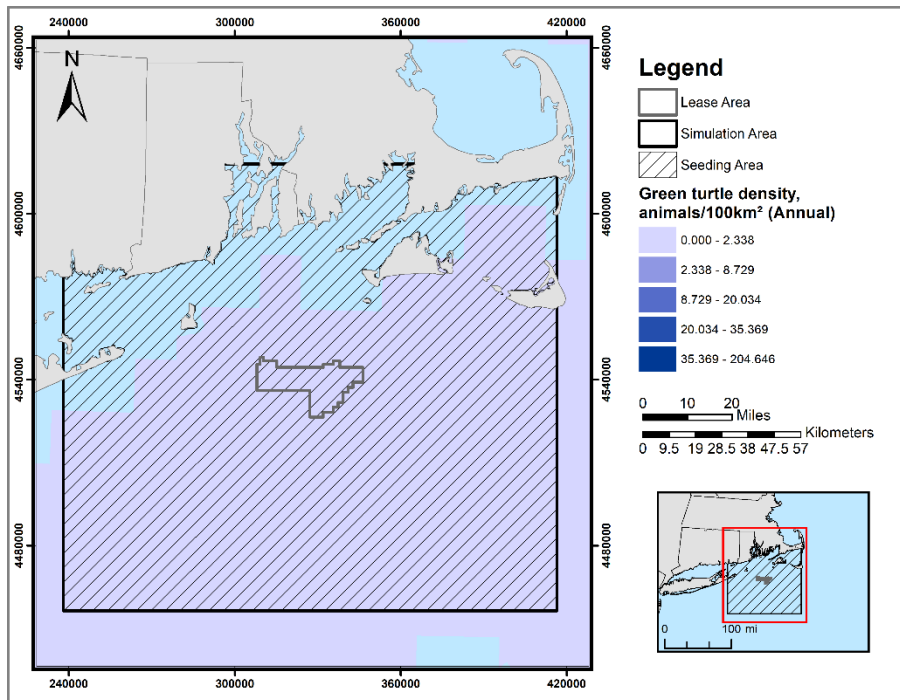 240000 300000 360000 420000
4660000
4600000
4540000
4480000
N
4660000
4600000
4540000
4480000
240000 300000 360000 420000
Legend
Lease Area
Simulation Area
Seeding Area
Green turtle density,
animals/100km² (Annual)
0.000 - 2.338
2.338 - 8.729
8.729 - 20.034
20.034 - 35.369
35.369 - 204.646
0 10 20
Miles
Kilometers
0 9.5 19 28.5 38 47.5 57
0 100 mi